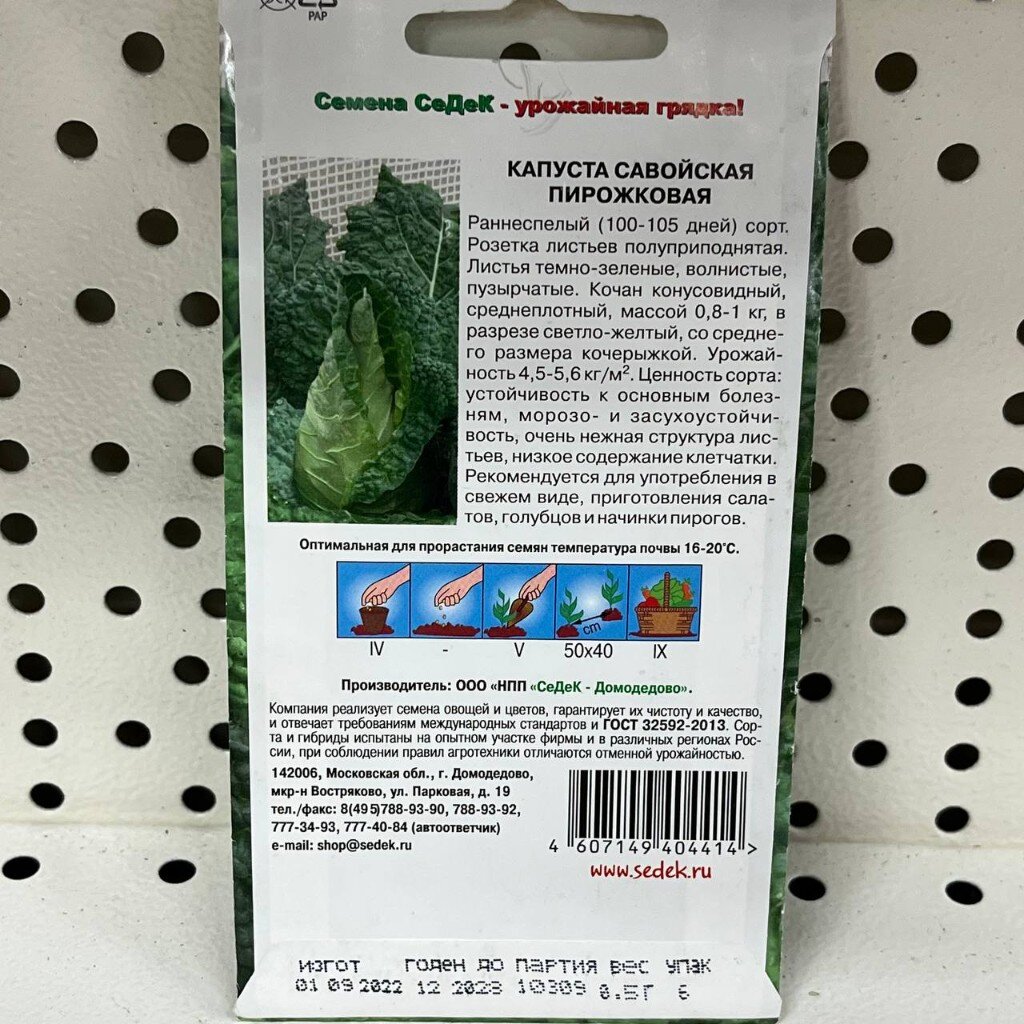 PAP
Семена СеДеК - урожайная грядка!
КАПУСТА САВОЙСКАЯ
ПИРОЖКОВАЯ
Раннеспелый (100-105 дней) сорт.
Розетка листьев полуприподнятая.
Листья темно-зеленые, волнистые,
пузырчатые. Кочан конусовидный,
среднеплотный, массой 0,8-1 кг, в
разрезе светло-желтый, со средне-
го размера кочерыжкой. Урожай-
ность 4,5-5,6 кг/м². Ценность сорта:
устойчивость к основным болез-
ням, морозо- и засухоустойчи-
вость, очень нежная структура лис-
тьев, низкое содержание клетчатки.
Рекомендуется для употребления в
свежем виде, приготовления сала-
тов, голубцов и начинки пирогов.
Оптимальная для прорастания семян температура почвы 16-20°С.
cm
IV - V 50x40 IX
Производитель: ООО «НПП «СеДеК - Домодедово».
Компания реализует семена овощей и цветов, гарантирует их чистоту и качество,
и отвечает требованиям международных стандартов и ГОСТ 32592-2013. Сор-
та и гибриды испытаны на опытном участке фирмы и в различных регионах Рос-
сии, при соблюдении правил агротехники отличаются отменной урожайностью.
142006, Московская обл., г. Домодедово,
мкр-н Востряково, ул. Парковая, д. 19
тел./факс: 8(495)788-93-90, 788-93-92,
777-34-93, 777-40-84 (автоответчик)
e-mail: shop@sedek.ru
4 607149 404414 >
www.sedek.ru
ИЗГОТ ГОДЕН ДО ПАРТИЯ ВЕС УПАК
01 09 2022 12 2023 10309 0.5Г 6